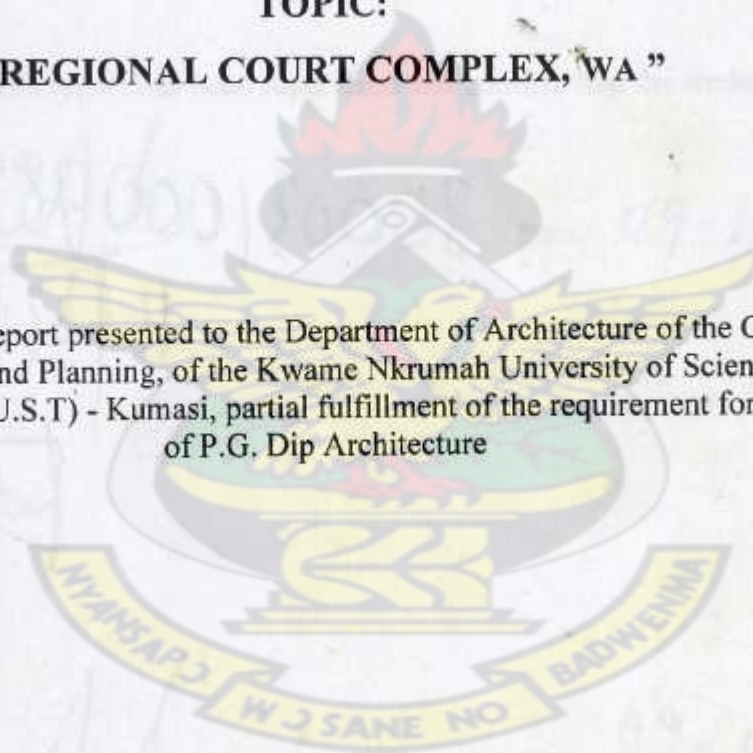 TOPIC:
REGIONAL COURT COMPLEX, WA ”
eport presented to the Department of Architecture of the C
nd Planning, of the Kwame Nkrumah University of Scien
U.S.T) - Kumasi, partial fulfillment of the requirement for
of P.G. Dip Architecture
NYANSAPƆ WƆSANE NO BADWENMA